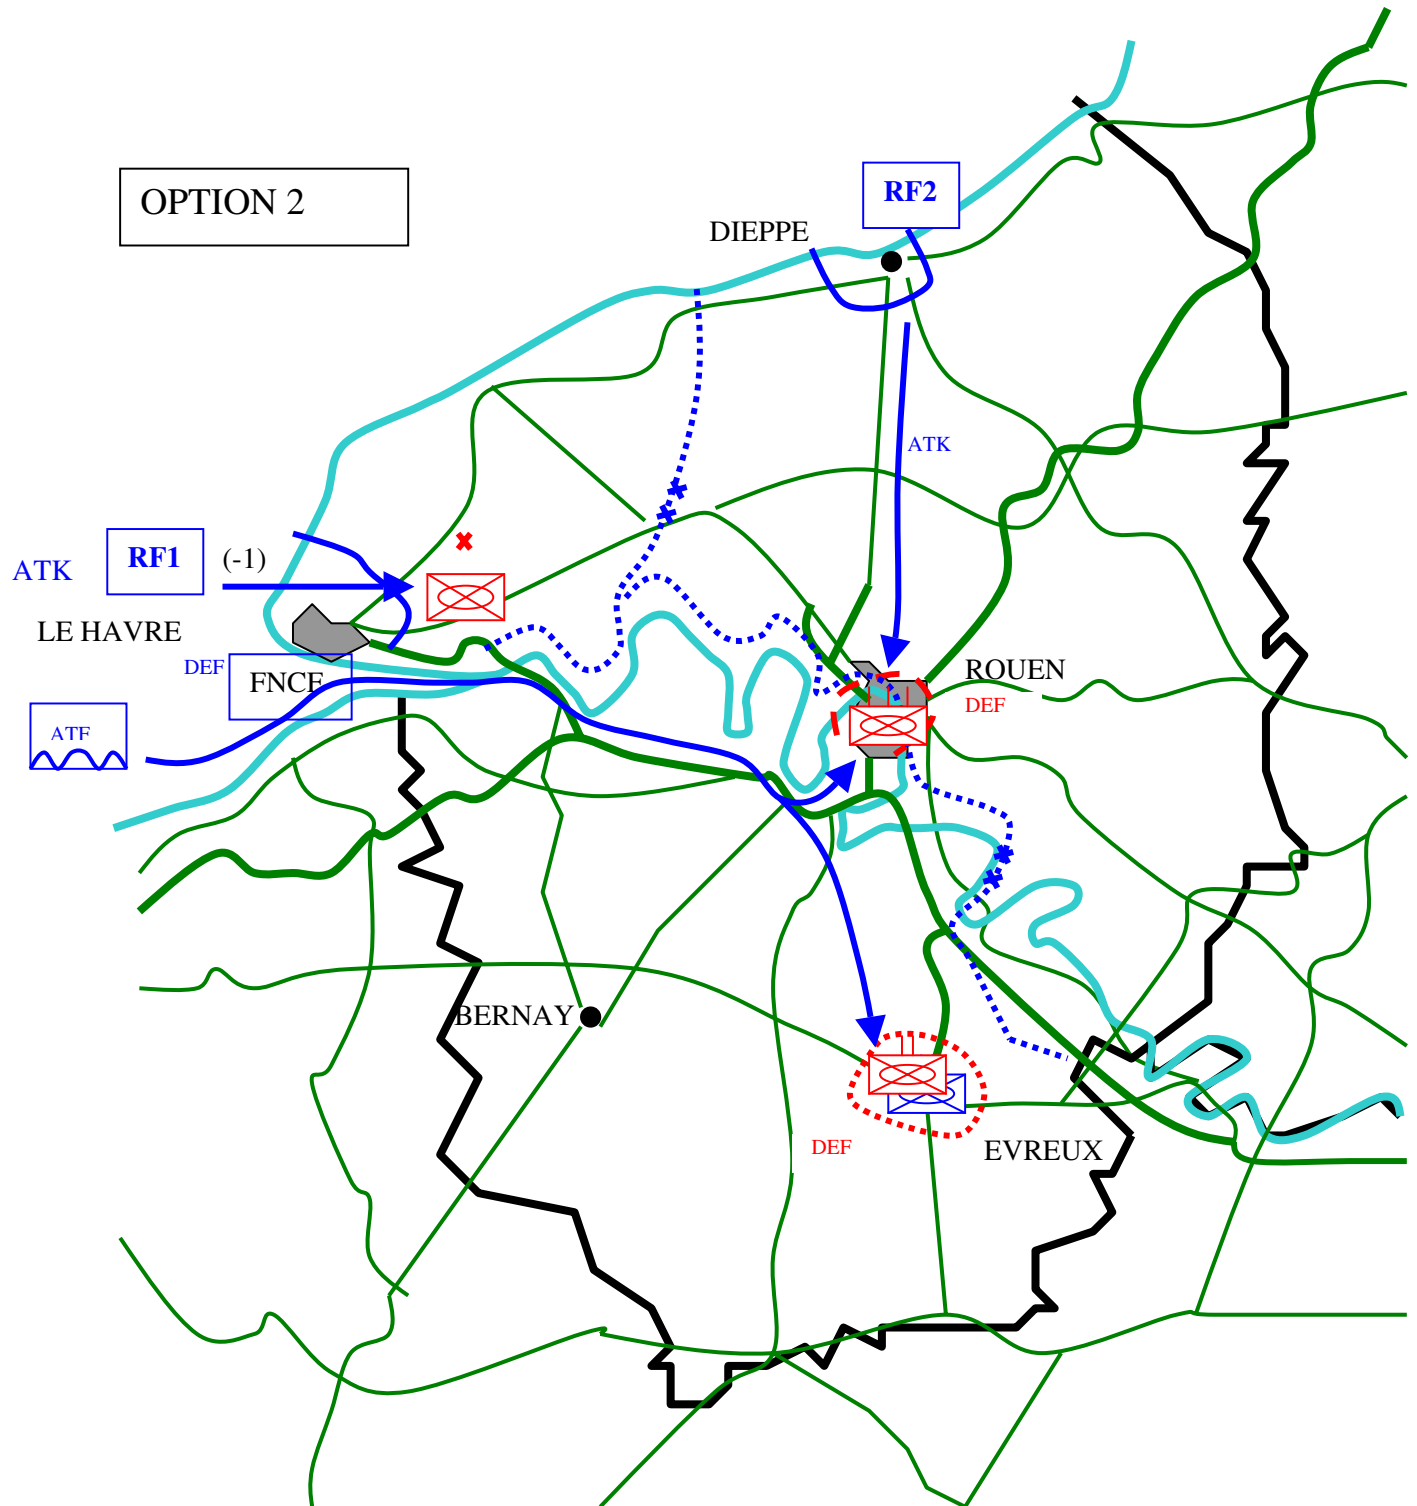 OPTION 2
RF2
DIEPPE
ATK
RF1
(-1)
ATK
LE HAVRE
DEF
FNCE
ROUEN
DEF
ATF
BERNAY
DEF
EVREUX